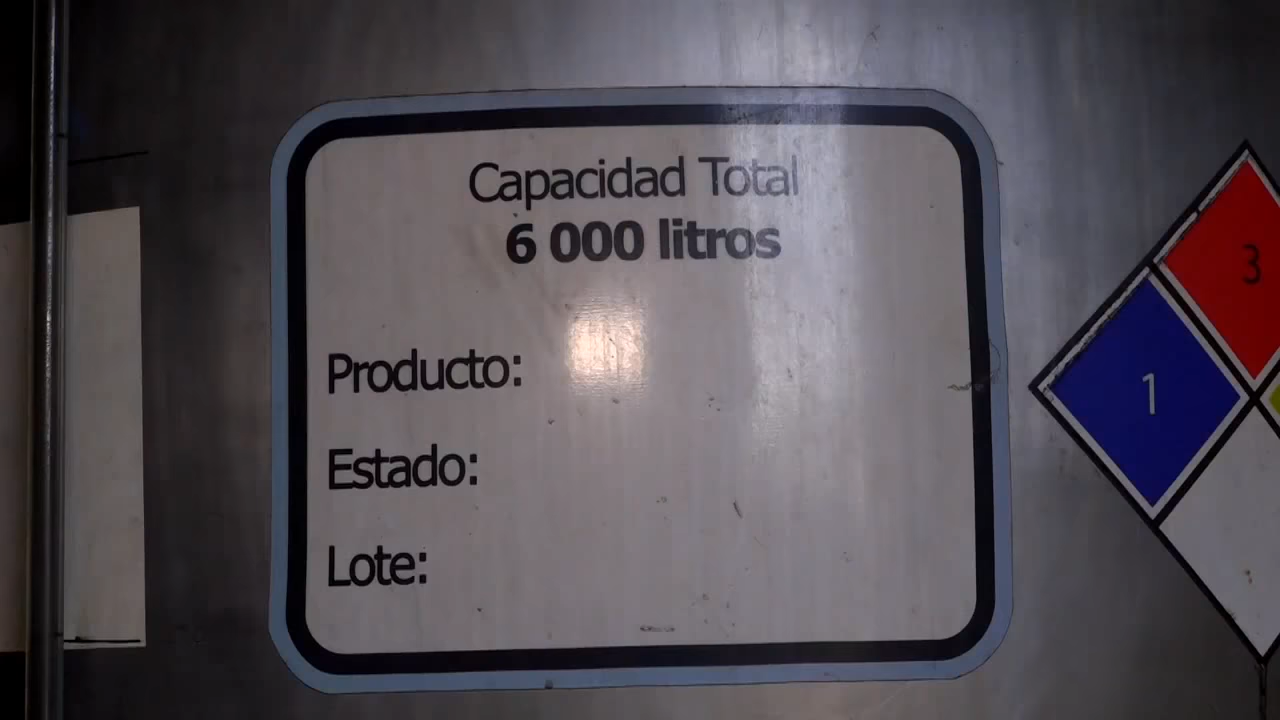 Capacidad Total
6 000 litros
Producto:
Estado:
Lote:
3
1